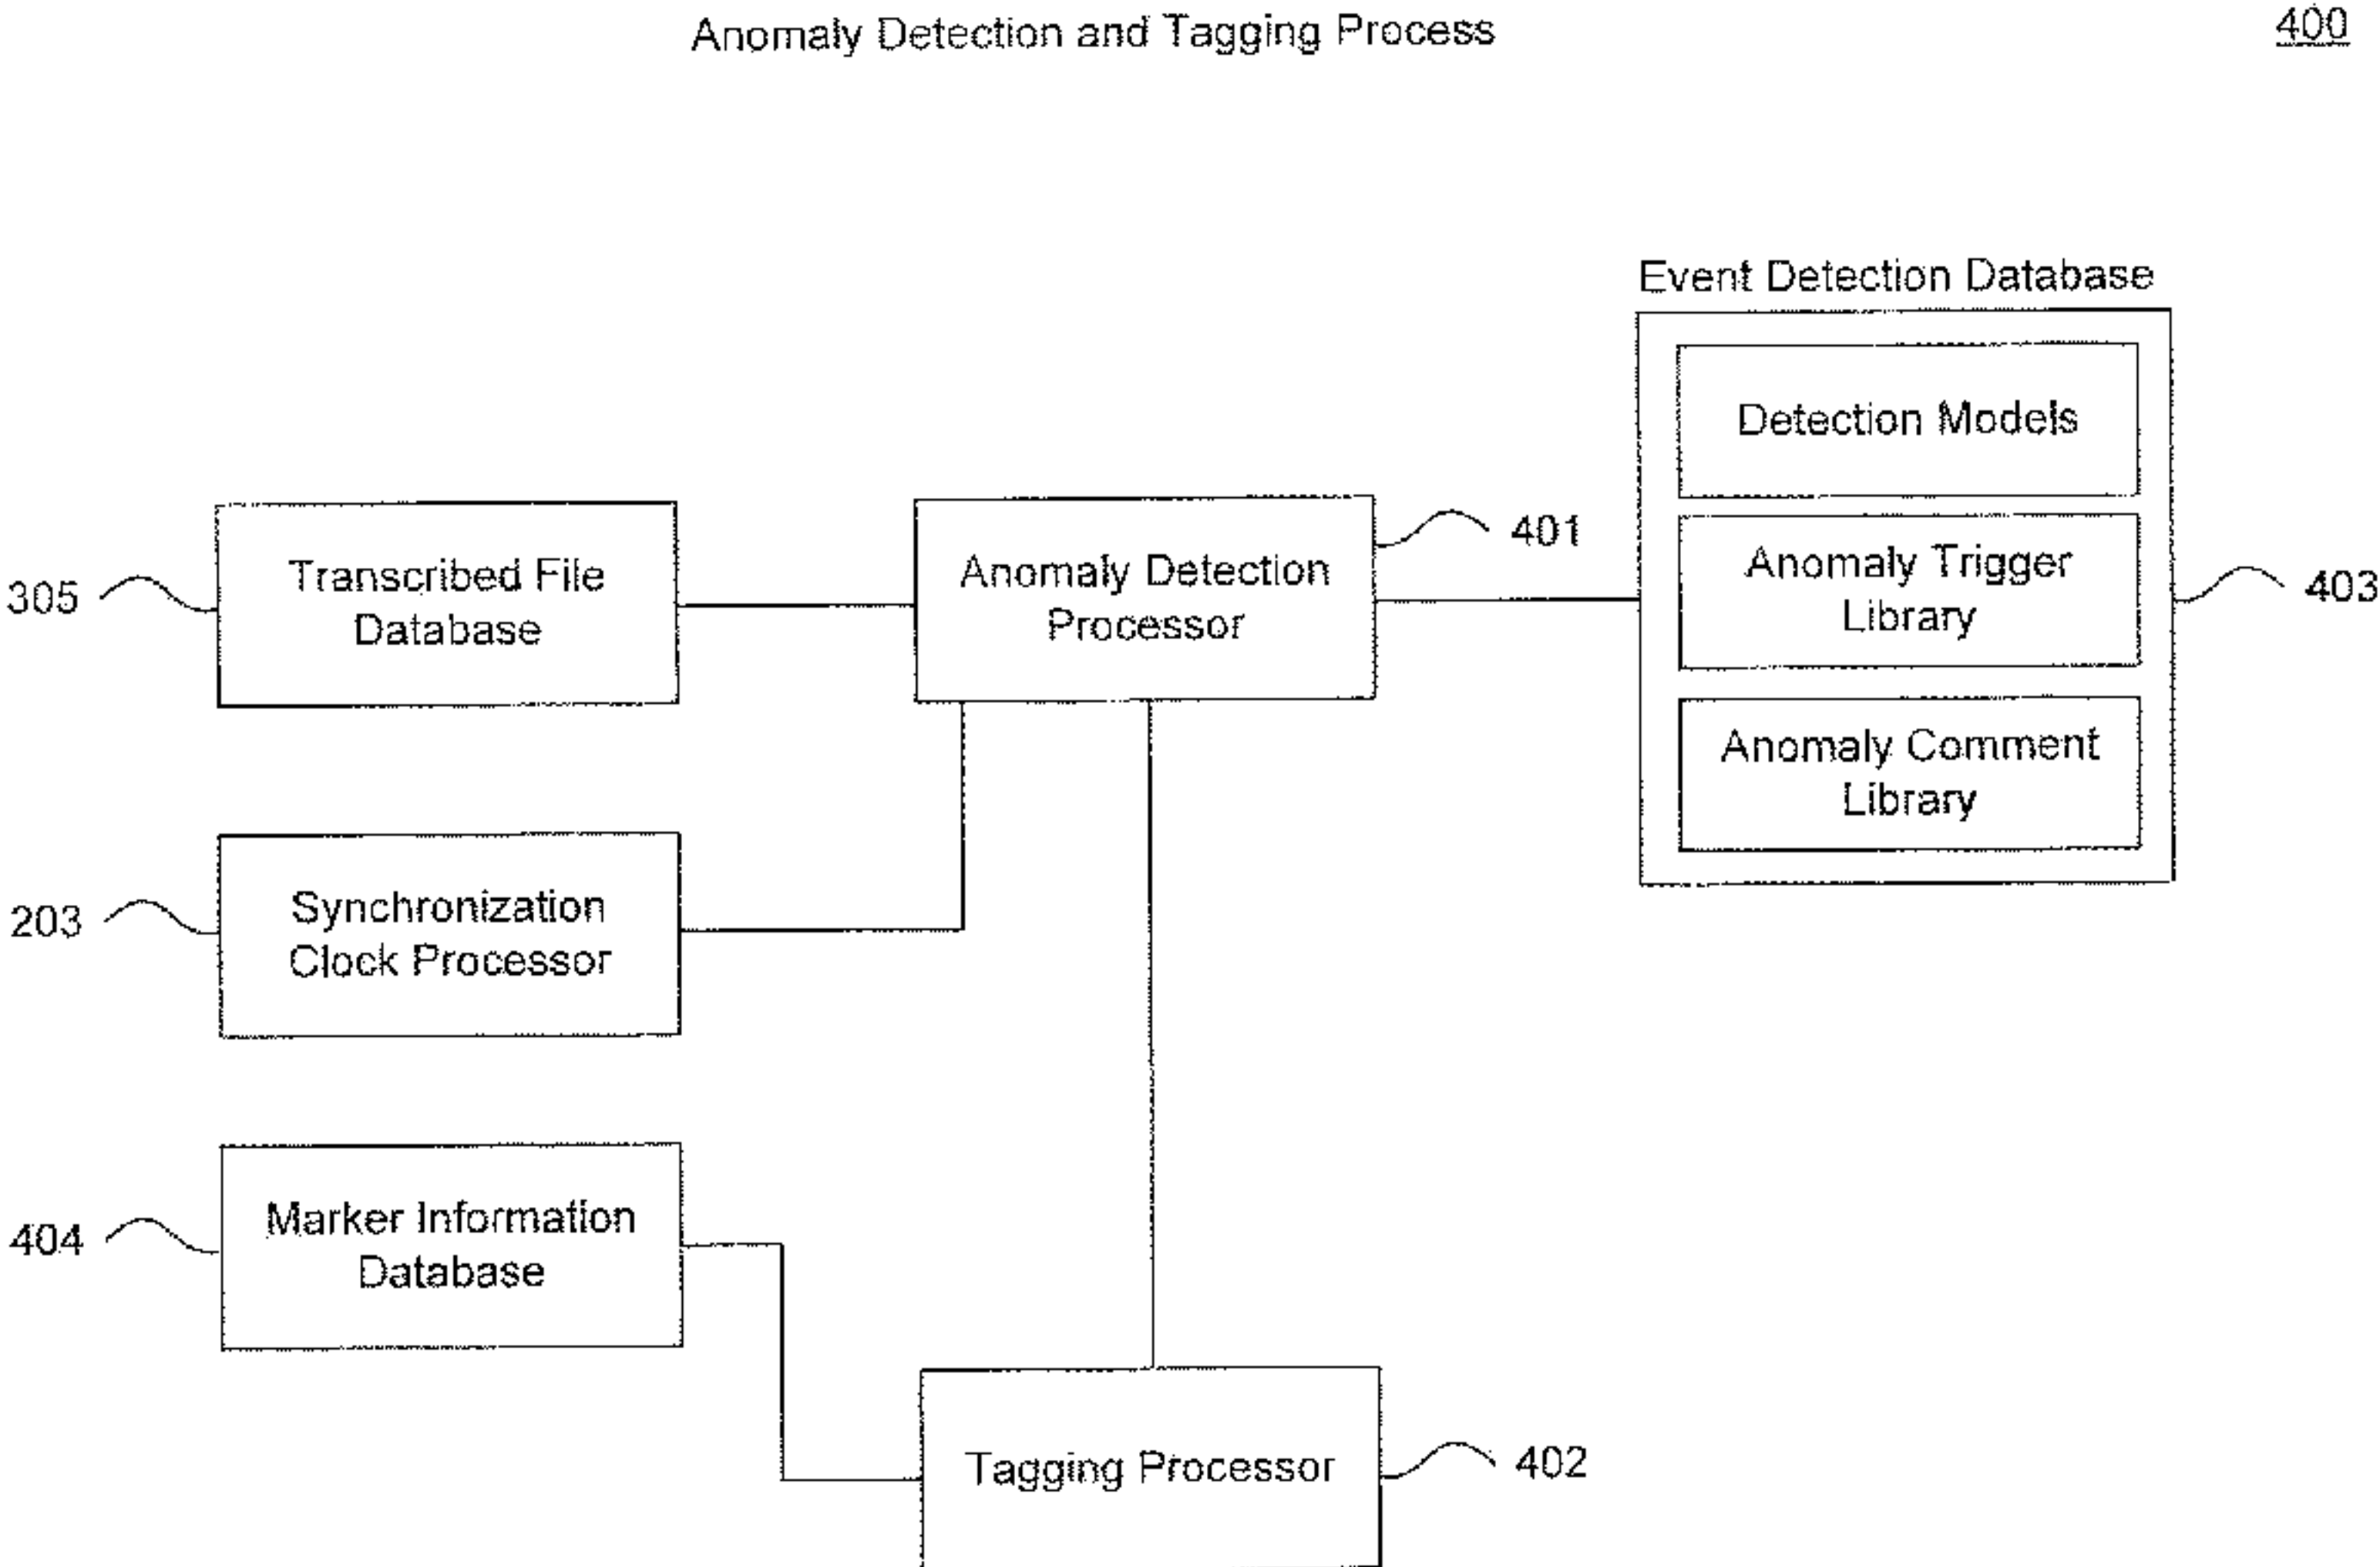 Anomaly Detection and Tagging Process
400
Event Detection Database
Detection Models
Anomaly Trigger
Library
Anomaly Comment
Library
403
Transcribed File
Database
305
Anomaly Detection
Processor
401
Synchronization
Clock Processor
203
Marker Information
Database
404
Tagging Processor
402